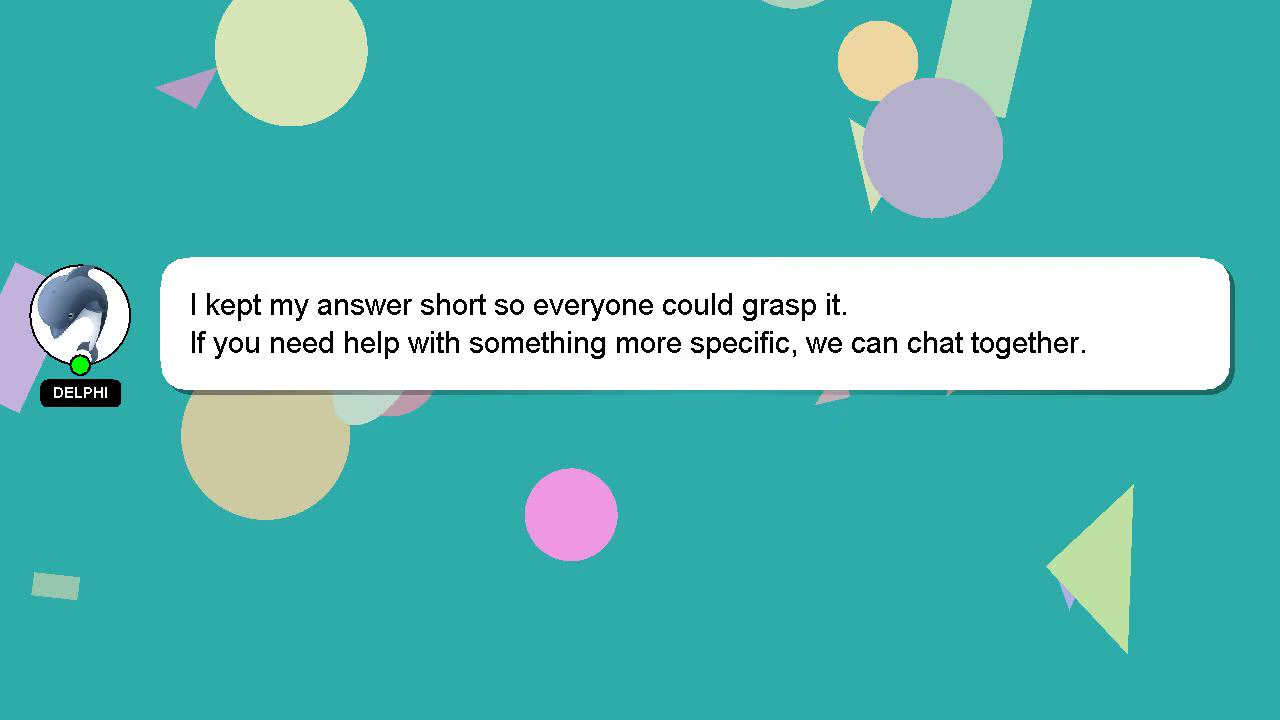 I kept my answer short so everyone could grasp it.
If you need help with something more specific, we can chat together.
DELPHI